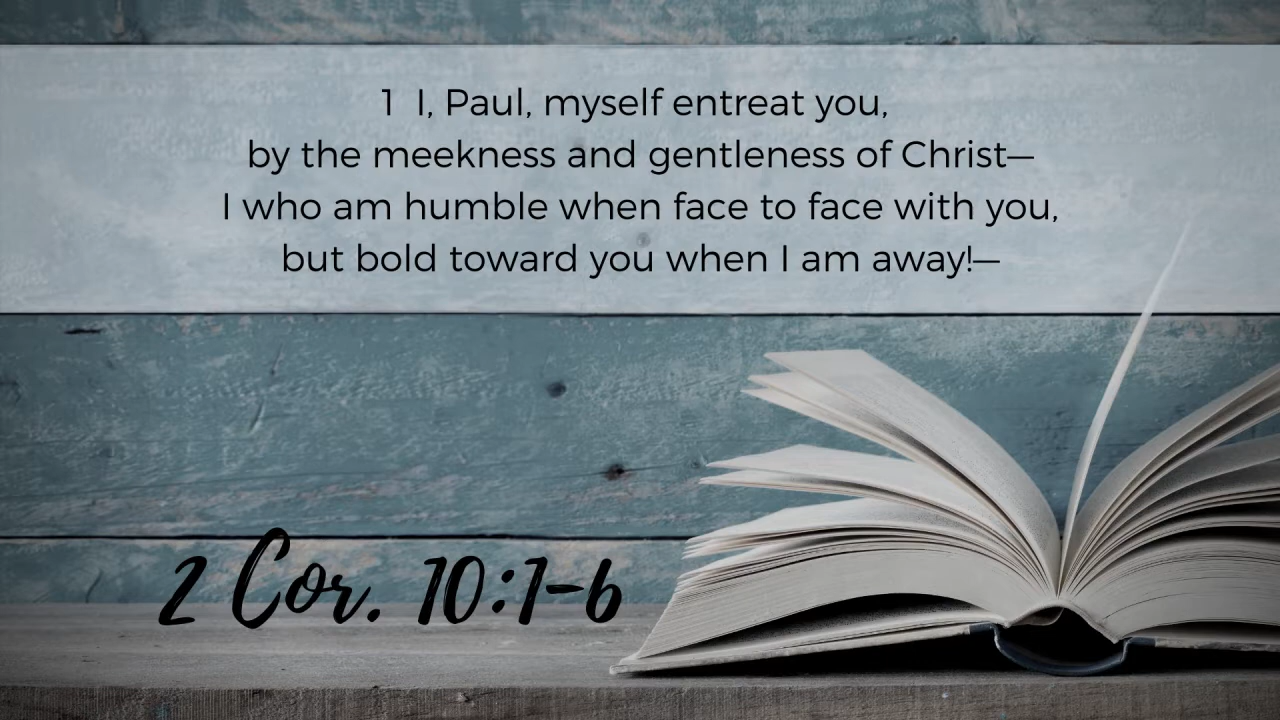 1  I, Paul, myself entreat you,
by the meekness and gentleness of Christ—
I who am humble when face to face with you,
but bold toward you when I am away!—
2 Cor. 10:1-6